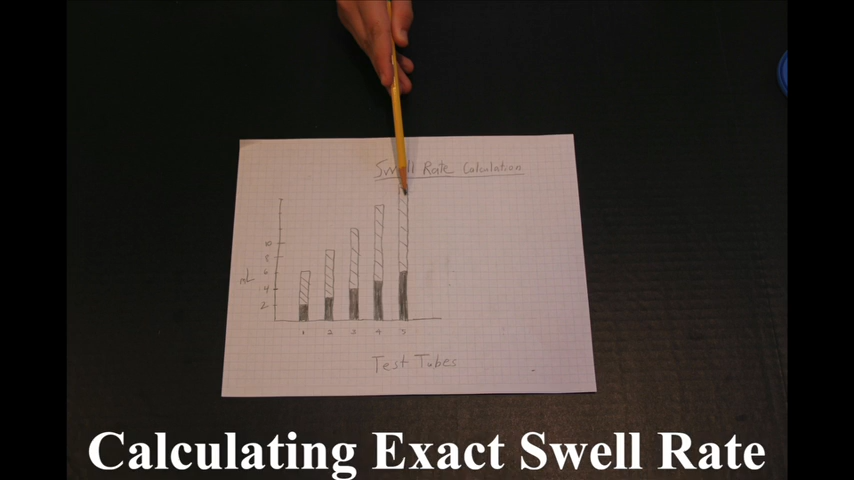 Swell Rate Calculation
10
8
6
mL
4
2
1 2 3 4 5
Test Tubes
Calculating Exact Swell Rate